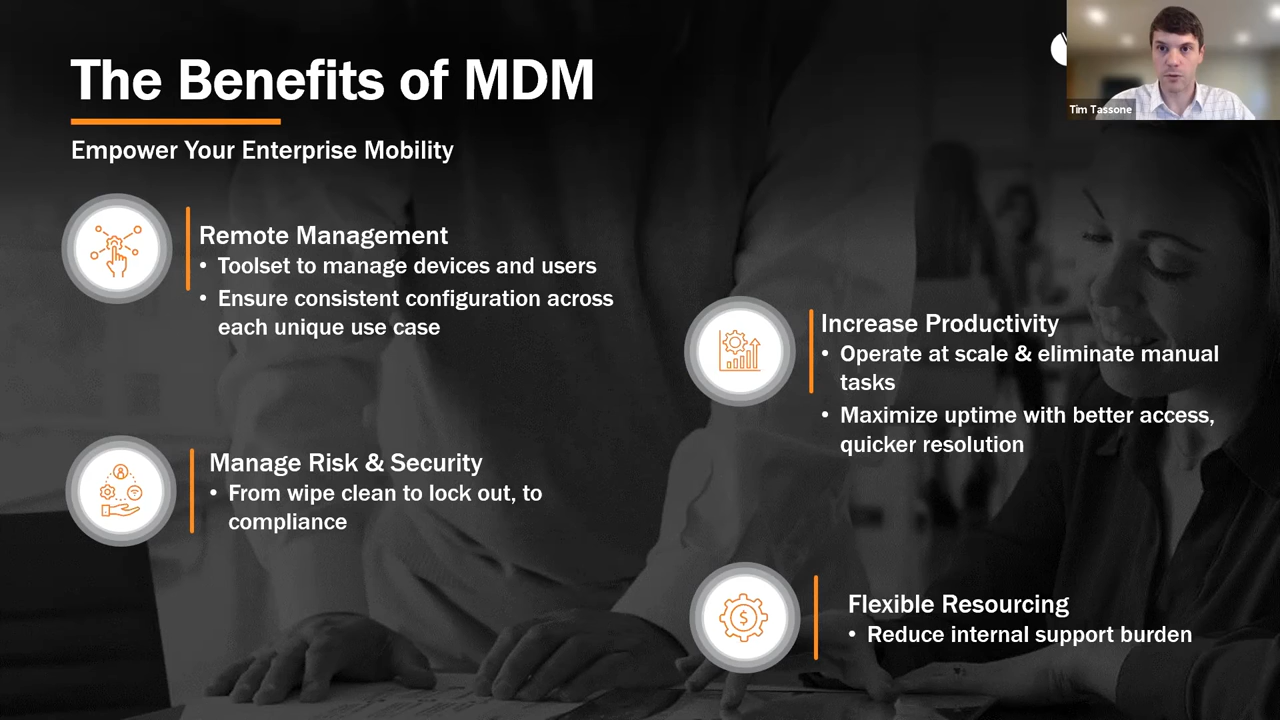 The Benefits of MDM
Tim Tassone
Empower Your Enterprise Mobility
Remote Management
• Toolset to manage devices and users
• Ensure consistent configuration across
each unique use case
Manage Risk & Security
• From wipe clean to lock out, to
compliance
Increase Productivity
• Operate at scale & eliminate manual
tasks
• Maximize uptime with better access,
quicker resolution
Flexible Resourcing
• Reduce internal support burden
$